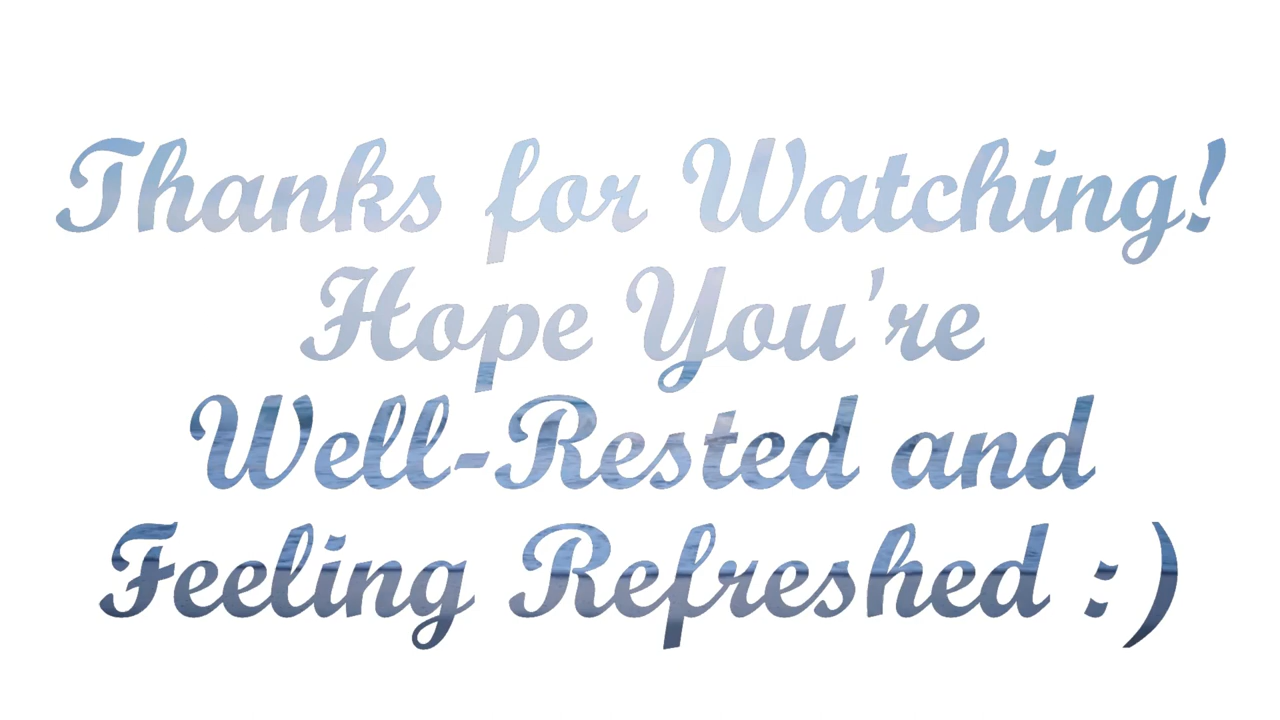 Thanks for Watching!
Hope You're
Well-Rested and
Feeling Refreshed :)